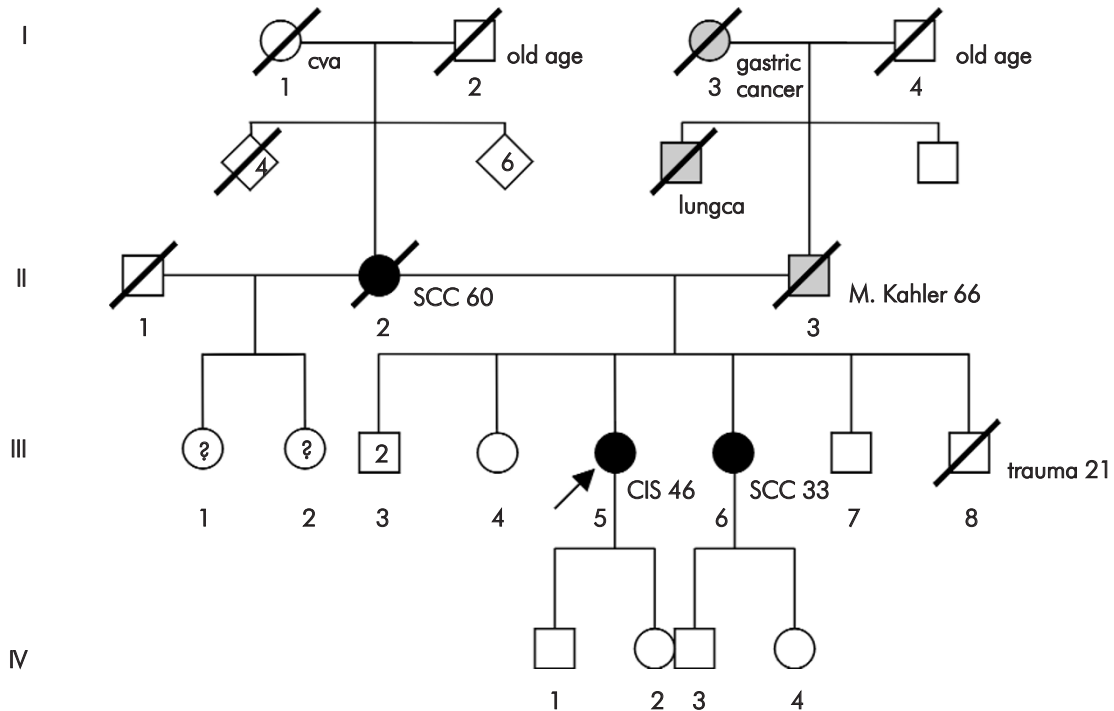 I
cva
old age
gastric
cancer
old age
1
2
3
4
4
6
lungca
II
SCC 60
M. Kahler 66
1
2
3
III
?
?
2
CIS 46
SCC 33
trauma 21
1
2
3
4
5
6
7
8
IV
1
2
3
4